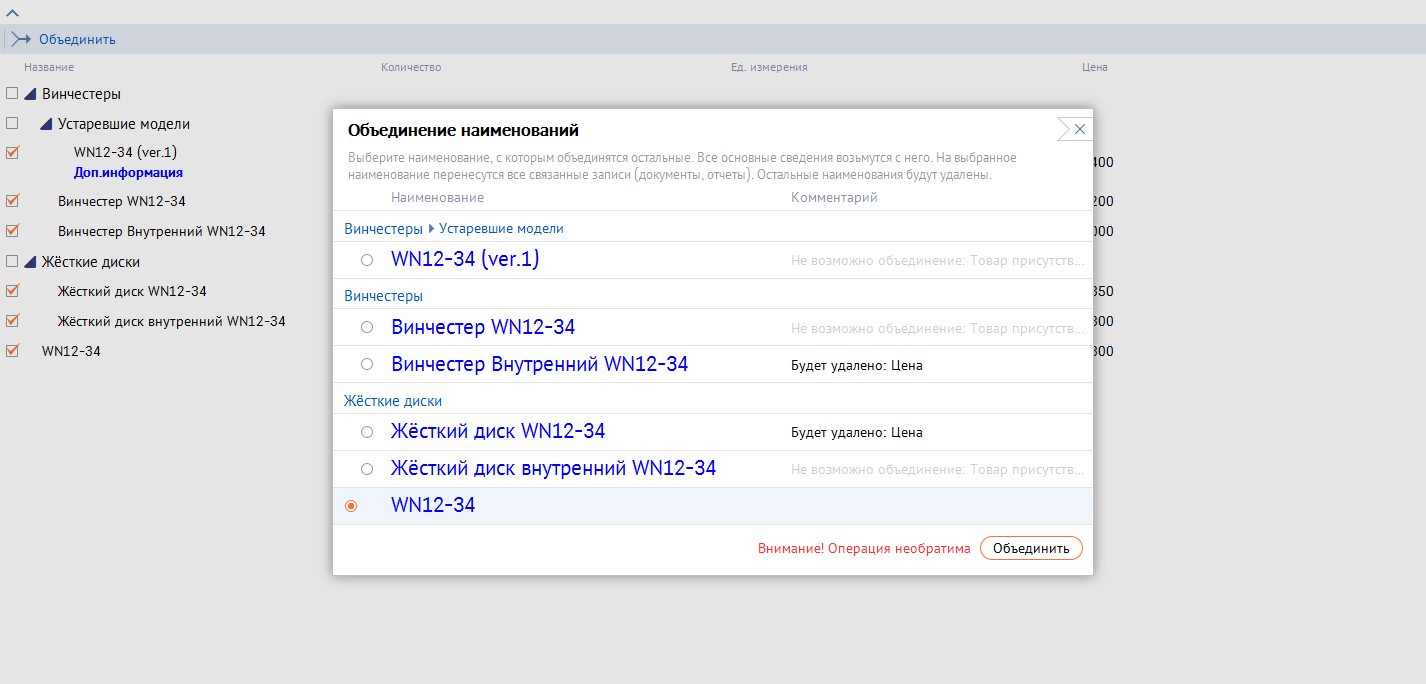 Объединить
Название Количество Ед. измерения Цена
Винчестеры
Устаревшие модели
WN12-34 (ver.1)
Доп.информация
400
Винчестер WN12-34
200
Винчестер Внутренний WN12-34
000
Жёсткие диски
Жёсткий диск WN12-34
350
Жёсткий диск внутренний WN12-34
300
WN12-34
300
Объединение наименований
Выберите наименование, с которым объединятся остальные. Все основные сведения возьмутся с него. На выбранное
наименование перенесутся все связанные записи (документы, отчеты). Остальные наименования будут удалены.
Наименование Комментарий
Винчестеры Устаревшие модели
WN12-34 (ver.1) Не возможно объединение: Товар присутств...
Винчестеры
Винчестер WN12-34 Не возможно объединение: Товар присутств...
Винчестер Внутренний WN12-34 Будет удалено: Цена
Жёсткие диски
Жёсткий диск WN12-34 Будет удалено: Цена
Жёсткий диск внутренний WN12-34 Не возможно объединение: Товар присутств...
WN12-34
Внимание! Операция необратима Объединить